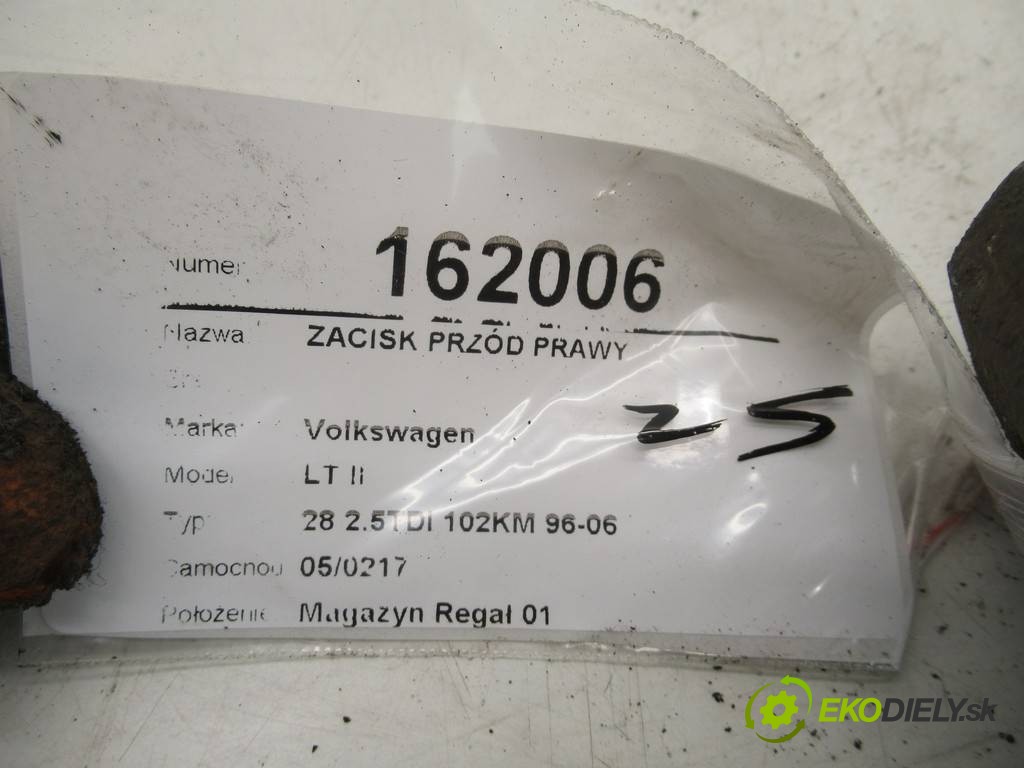 Numer 162006
Nazwa ZACISK PRZÓD PRAWY
Marka: Volkswagen
Model LT II
Typ 28 2.5TDI 102KM 96-06
Samochód 05/0217
Położenie Magazyn Regał 01
EKODIELY.sk